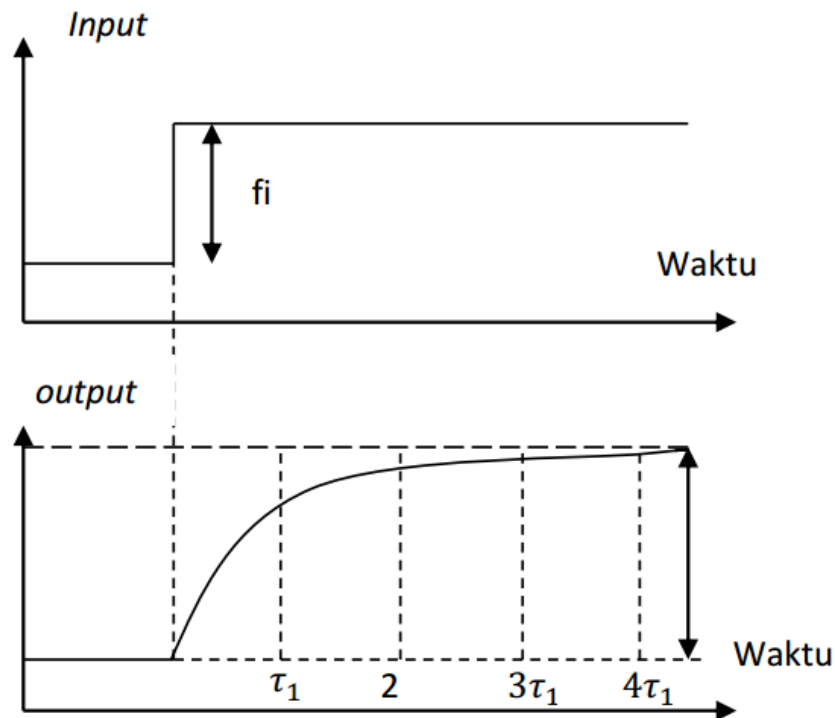 Input
fi
Waktu
output
Waktu
τ₁ 2 3τ₁ 4τ₁